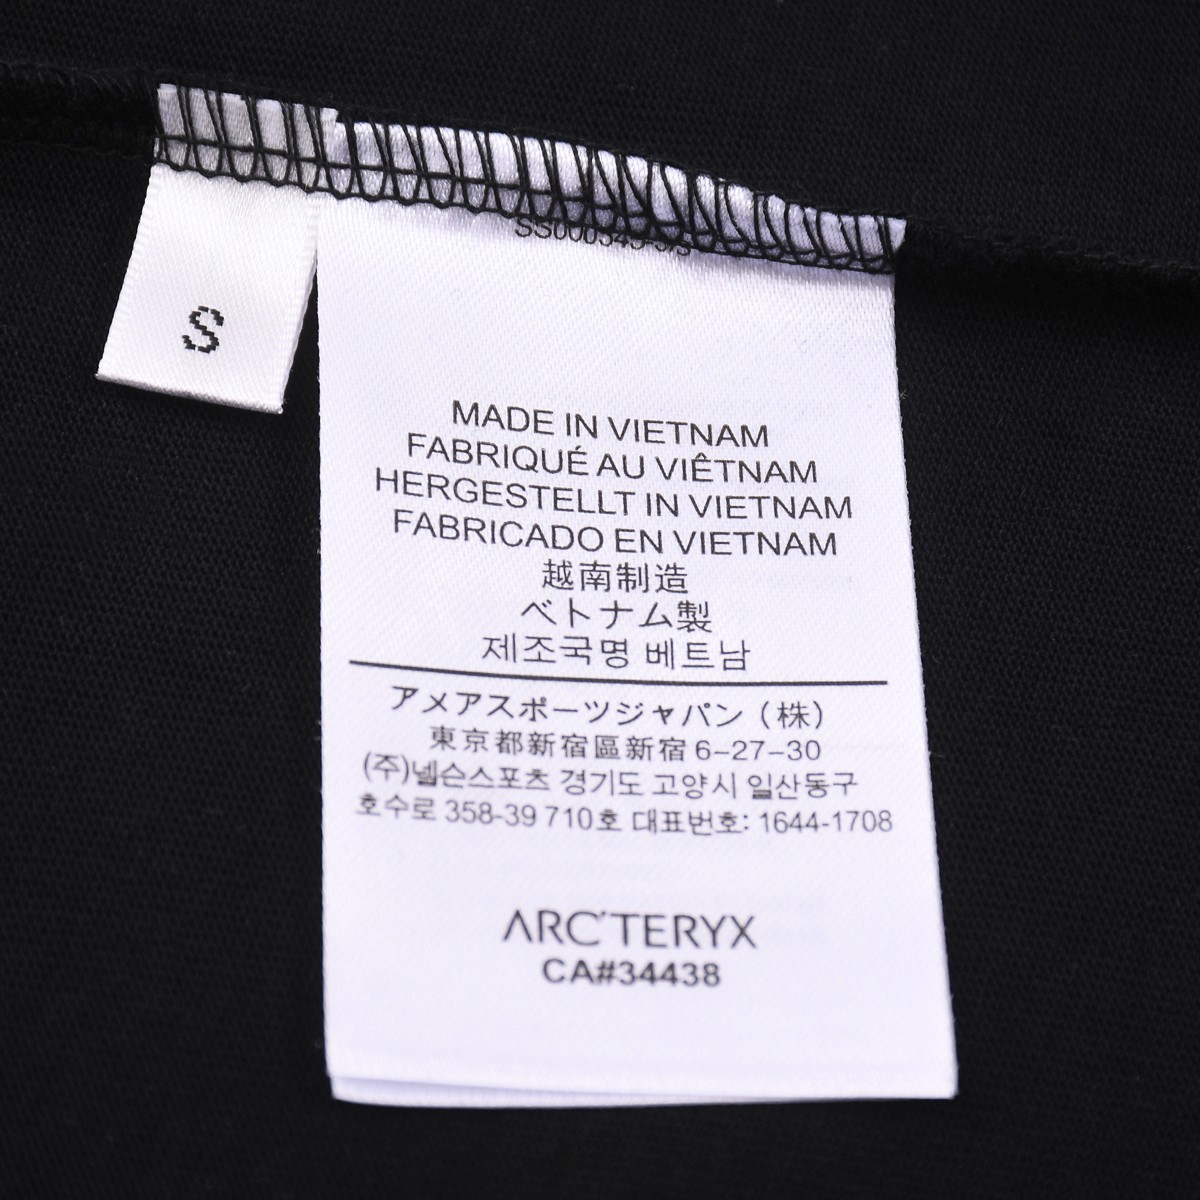 S
MADE IN VIETNAM
FABRIQUÉ AU VIÊTNAM
HERGESTELLT IN VIETNAM
FABRICADO EN VIETNAM
越南制造
ベトナム製
제조국명 베트남
アメアスポーツジャパン（株）
東京都新宿區新宿 6-27-30
(주)넬슨스포츠 경기도 고양시 일산동구
호수로 358-39 710호 대표번호: 1644-1708
ARC'TERYX
CA#34438